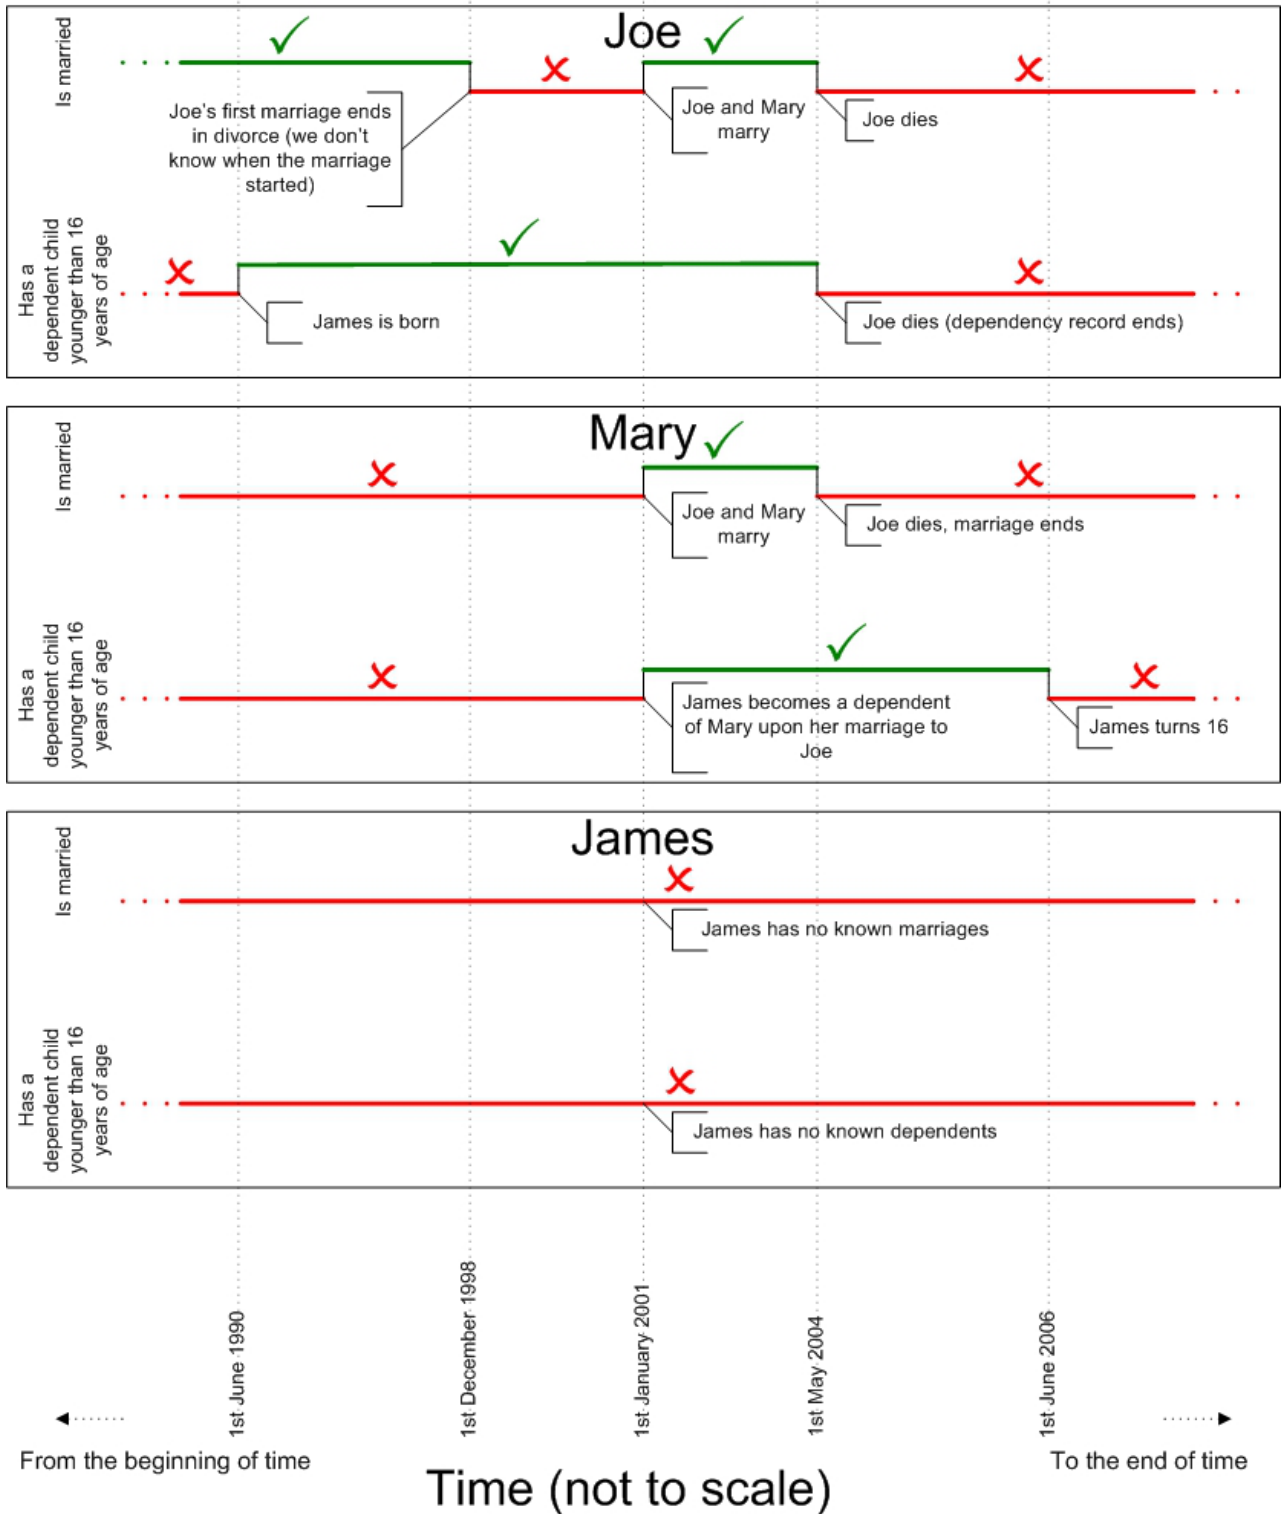 Joe
Is married
Joe's first marriage ends
in divorce (we don't
know when the marriage
started)
Joe and Mary
marry
Joe dies
Has a
dependent child
younger than 16
years of age
James is born
Joe dies (dependency record ends)
Mary
Is married
Joe and Mary
marry
Joe dies, marriage ends
Has a
dependent child
younger than 16
years of age
James becomes a dependent
of Mary upon her marriage to
Joe
James turns 16
James
Is married
James has no known marriages
Has a
dependent child
younger than 16
years of age
James has no known dependents
1st June 1990
1st December 1998
1st January 2001
1st May 2004
1st June 2006
From the beginning of time
To the end of time
Time (not to scale)